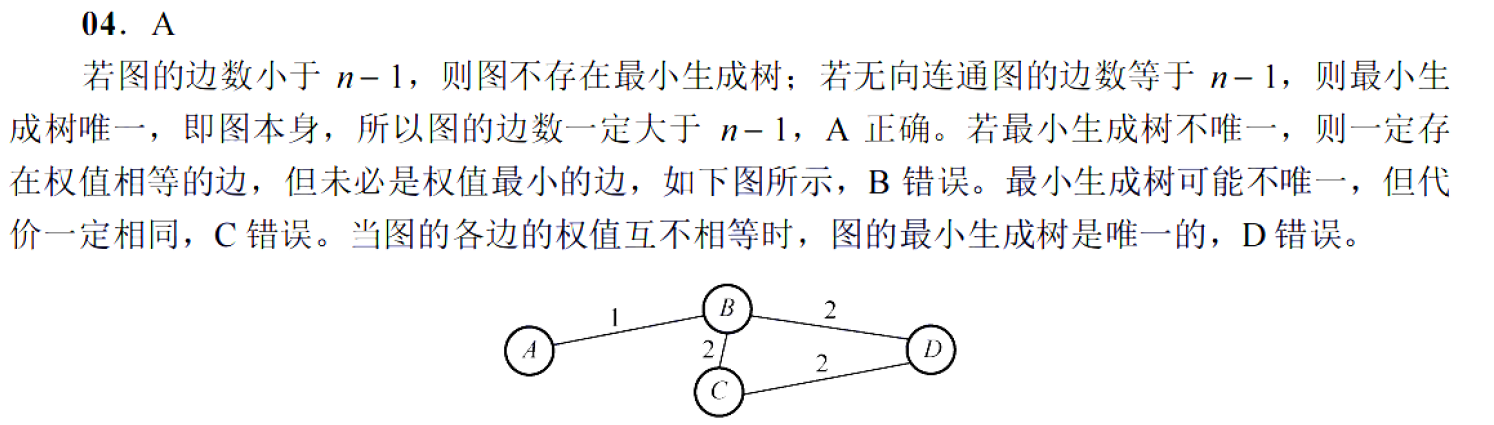 04. A
若图的边数小于 n－1，则图不存在最小生成树；若无向连通图的边数等于 n－1，则最小生
成树唯一，即图本身，所以图的边数一定大于 n－1，A 正确。若最小生成树不唯一，则一定存
在权值相等的边，但未必是权值最小的边，如下图所示，B 错误。最小生成树可能不唯一，但代
价一定相同，C 错误。当图的各边的权值互不相等时，图的最小生成树是唯一的，D 错误。
B
1
2
A
2
D
2
C